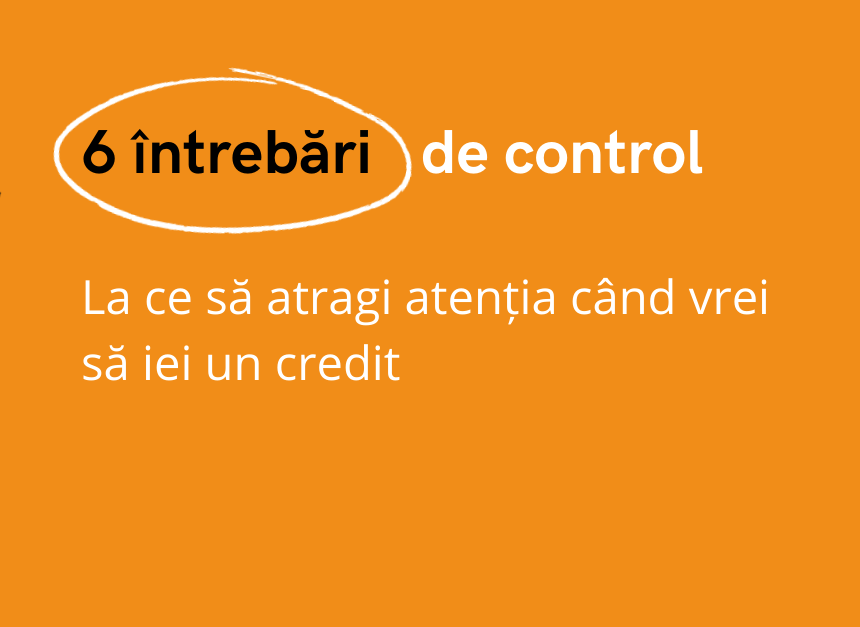 6 întrebări de control
La ce să atragi atenția când vrei
să iei un credit